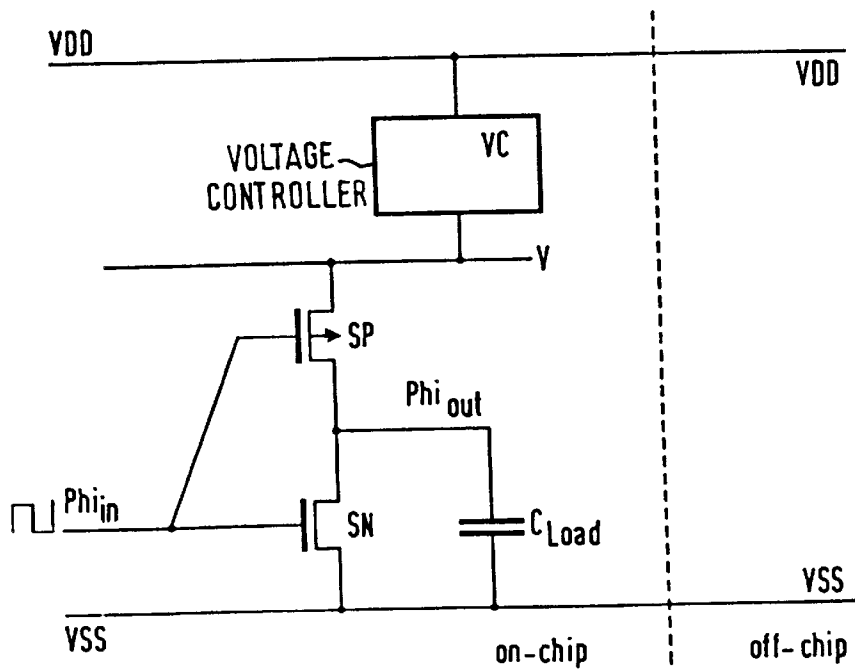 VDD
VDD
VC
VOLTAGE
CONTROLLER
V
SP
Phi out
Phi in
SN
C Load
VSS
VSS
on-chip
off-chip